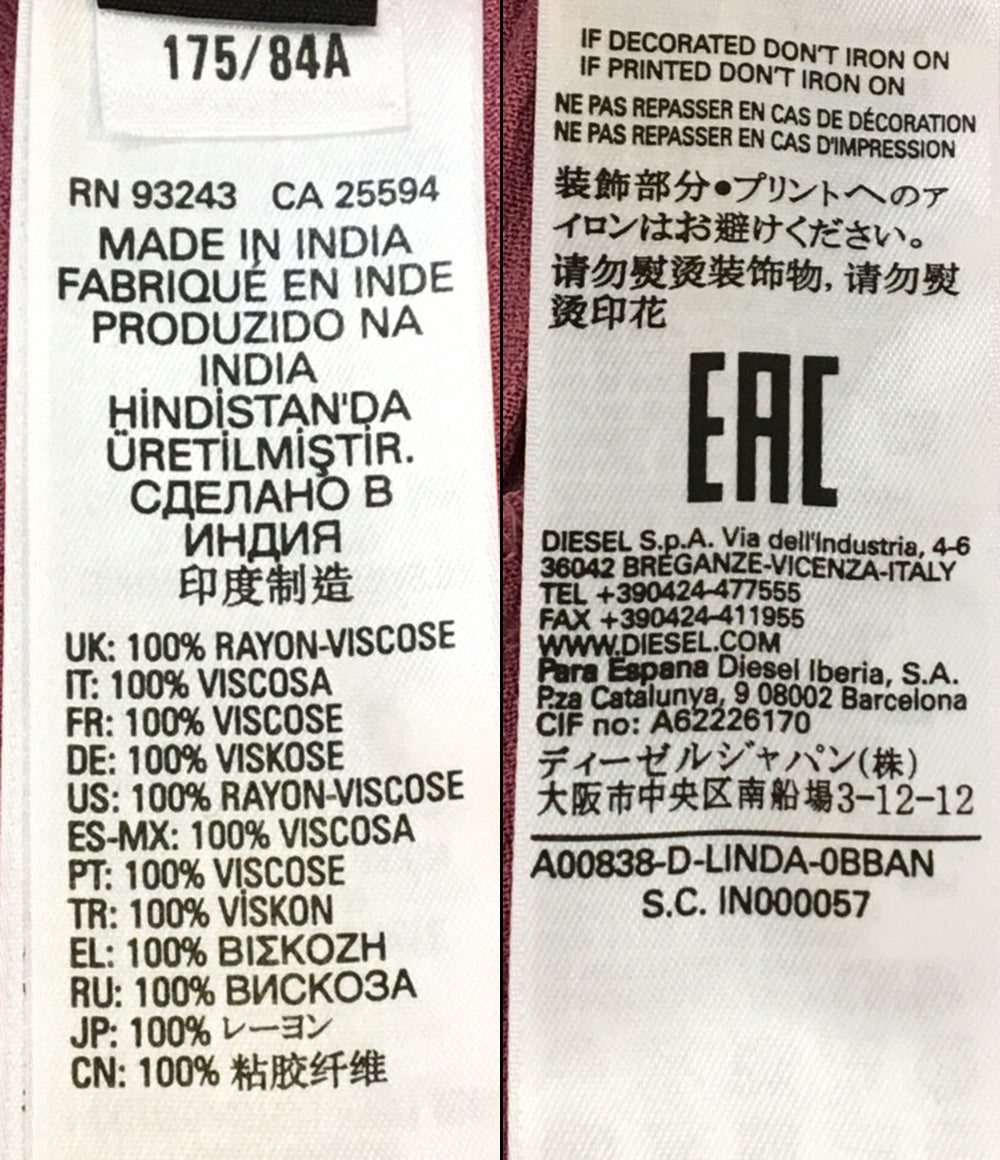 175/84A
RN 93243 CA 25594
MADE IN INDIA
FABRIQUÉ EN INDE
PRODUZIDO NA
INDIA
HİNDİSTAN'DA
ÜRETİLMİŞTİR.
СДЕЛАНО В
ИНДИЯ
印度制造
UK: 100% RAYON-VISCOSE
IT: 100% VISCOSA
FR: 100% VISCOSE
DE: 100% VISKOSE
US: 100% RAYON-VISCOSE
ES-MX: 100% VISCOSA
PT: 100% VISCOSE
TR: 100% VİSKON
EL: 100% ΒΙΣΚΟΖΗ
RU: 100% ВИСКОЗА
JP: 100% レーヨン
CN: 100% 粘胶纤维
IF DECORATED DON'T IRON ON
IF PRINTED DON'T IRON ON
NE PAS REPASSER EN CAS DE DÉCORATION
NE PAS REPASSER EN CAS D'IMPRESSION
装飾部分●プリントへのア
イロンはお避けください。
请勿熨烫装饰物, 请勿熨
烫印花
EAC
DIESEL S.p.A. Via dell'Industria, 4-6
36042 BREGANZE-VICENZA-ITALY
TEL +390424-477555
FAX +390424-411955
WWW.DIESEL.COM
Para Espana Diesel Iberia, S.A.
P.za Catalunya, 9 08002 Barcelona
CIF no: A62226170
ディーゼルジャパン(株)
大阪市中央区南船場3-12-12
A00838-D-LINDA-0BBAN
S.C. IN000057